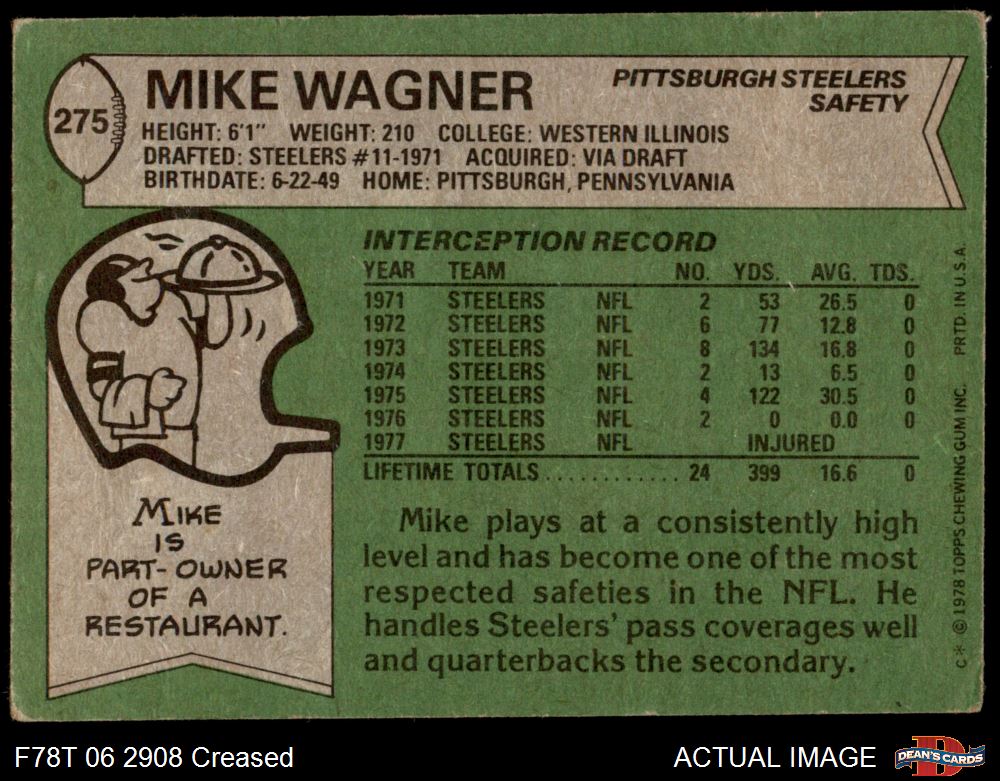 275
MIKE WAGNER
PITTSBURGH STEELERS
SAFETY
HEIGHT: 6'1" WEIGHT: 210 COLLEGE: WESTERN ILLINOIS
DRAFTED: STEELERS #11-1971 ACQUIRED: VIA DRAFT
BIRTHDATE: 6-22-49 HOME: PITTSBURGH, PENNSYLVANIA
INTERCEPTION RECORD
YEAR TEAM NO. YDS. AVG. TDS.
1971 STEELERS NFL 2 53 26.5 0
1972 STEELERS NFL 6 77 12.8 0
1973 STEELERS NFL 8 134 16.8 0
1974 STEELERS NFL 2 13 6.5 0
1975 STEELERS NFL 4 122 30.5 0
1976 STEELERS NFL 2 0 0.0 0
1977 STEELERS NFL INJURED
LIFETIME TOTALS............ 24 399 16.6 0
MIKE
IS
PART-OWNER
OF A
RESTAURANT.
Mike plays at a consistently high
level and has become one of the most
respected safeties in the NFL. He
handles Steelers' pass coverages well
and quarterbacks the secondary.
C* © 1978 TOPPS CHEWING GUM INC. PRTD. IN U.S.A.
F78T 06 2908 Creased
ACTUAL IMAGE
D
DEAN'S CARDS